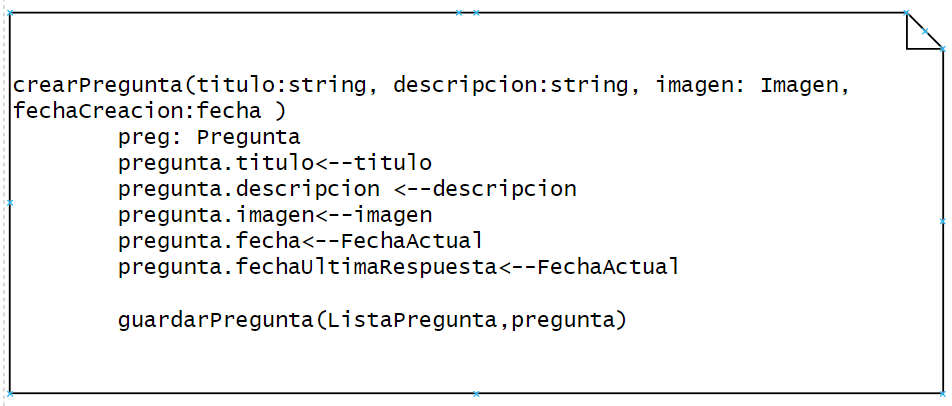 crearPregunta(titulo:string, descripcion:string, imagen: Imagen,
fechaCreacion:fecha )
preg: Pregunta
pregunta.titulo<--titulo
pregunta.descripcion <--descripcion
pregunta.imagen<--imagen
pregunta.fecha<--FechaActual
pregunta.fechaUltimaRespuesta<--FechaActual
guardarPregunta(ListaPregunta,pregunta)